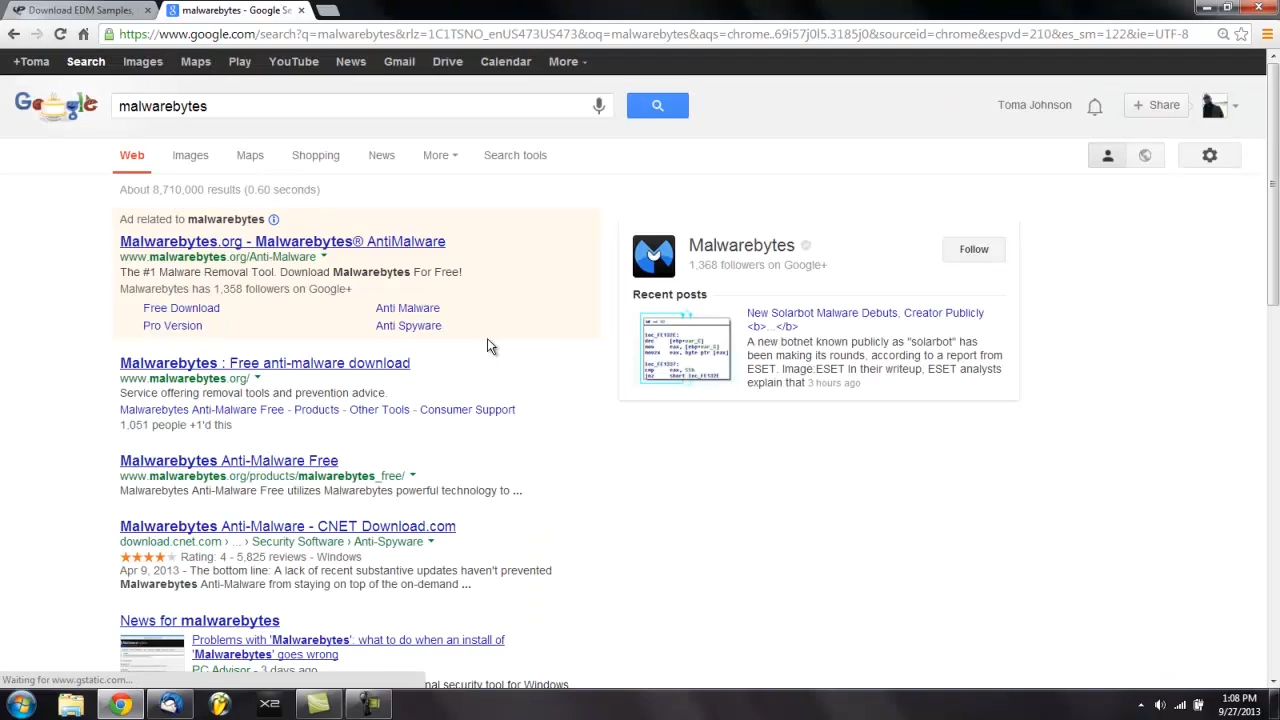 Download EDM Samples,
malwarebytes - Google Se
https://www.google.com/search?q=malwarebytes&rlz=1C1TSNO_enUS473US473&oq=malwarebytes&aqs=chrome..69i57j0l5.3185j0&sourceid=chrome&espvd=210&es_sm=122&ie=UTF-8
+Toma Search Images Maps Play YouTube News Gmail Drive Calendar More
Google malwarebytes Toma Johnson + Share
Web Images Maps Shopping News More Search tools
About 8,710,000 results (0.60 seconds)
Ad related to malwarebytes
Malwarebytes.org - Malwarebytes® AntiMalware
www.malwarebytes.org/Anti-Malware
The #1 Malware Removal Tool. Download Malwarebytes For Free!
Malwarebytes has 1,358 followers on Google+
Free Download Anti Malware
Pro Version Anti Spyware
Malwarebytes : Free anti-malware download
www.malwarebytes.org/
Service offering removal tools and prevention advice.
Malwarebytes Anti-Malware Free - Products - Other Tools - Consumer Support
1,051 people +1'd this
Malwarebytes Anti-Malware Free
www.malwarebytes.org/products/malwarebytes_free/
Malwarebytes Anti-Malware Free utilizes Malwarebytes powerful technology to ...
Malwarebytes Anti-Malware - CNET Download.com
download.cnet.com › ... › Security Software › Anti-Spyware
Rating: 4 - 5,825 reviews - Windows
Apr 9, 2013 - The bottom line: A lack of recent substantive updates haven't prevented
Malwarebytes Anti-Malware from staying on top of the on-demand ...
News for malwarebytes
Problems with 'Malwarebytes': what to do when an install of
'Malwarebytes' goes wrong
PC Advisor - 3 days ago
nal security tool for Windows
Malwarebytes
1,368 followers on Google+
Follow
Recent posts
New Solarbot Malware Debuts, Creator Publicly
<b>...</b>
A new botnet known publicly as "solarbot" has
been making its rounds, according to a report from
ESET. Image:ESET In their writeup, ESET analysts
explain that 3 hours ago
Waiting for www.gstatic.com...
X2
1:08 PM
9/27/2013